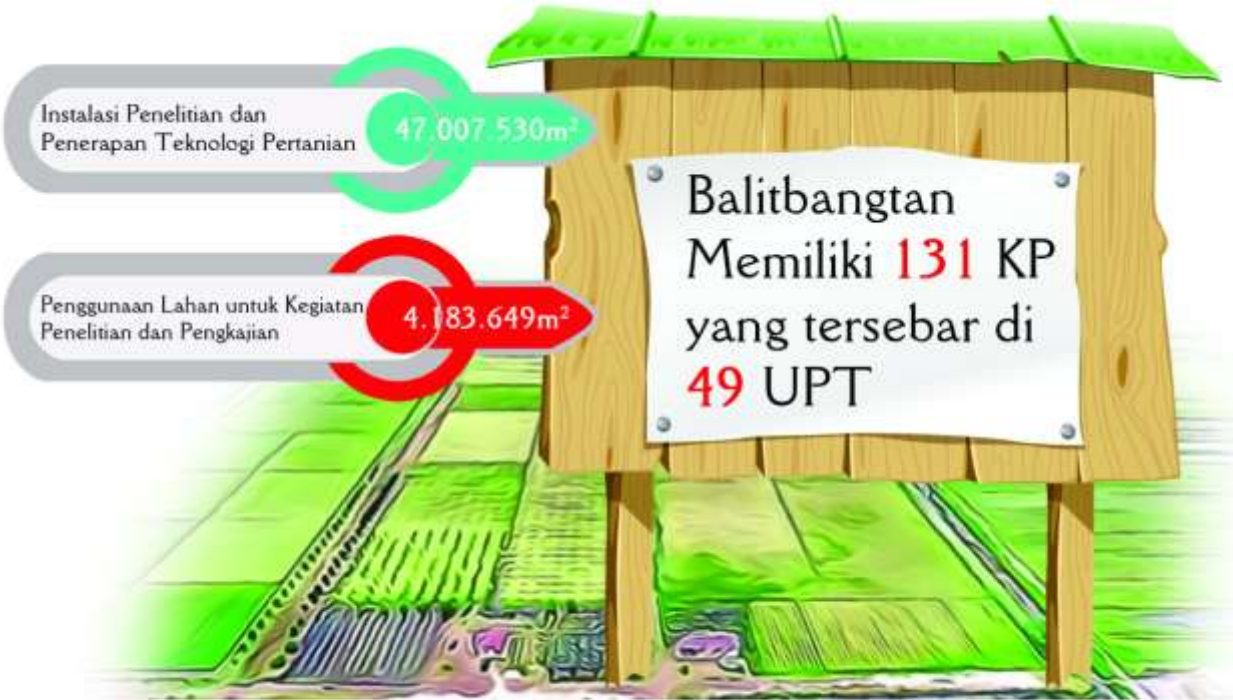 Instalasi Penelitian dan
Penerapan Teknologi Pertanian
47.007.530m²
Penggunaan Lahan untuk Kegiatan
Penelitian dan Pengkajian
4.183.649m²
Balitbangtan
Memiliki 131 KP
yang tersebar di
49 UPT